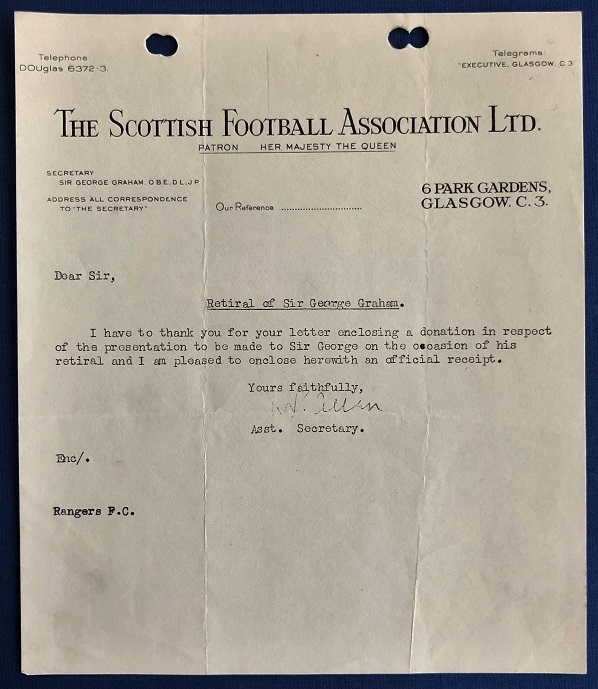 Telephone
DOUglas 6372-3.
Telegrams:
"EXECUTIVE, GLASGOW, C.3
THE SCOTTISH FOOTBALL ASSOCIATION LTD.
PATRON HER MAJESTY THE QUEEN
SECRETARY
SIR GEORGE GRAHAM. O B E, D L, J P
ADDRESS ALL CORRESPONDENCE
TO "THE SECRETARY"
Our Reference ..............................
6 PARK GARDENS,
GLASGOW. C. 3.
Dear Sir,
Retiral of Sir George Graham.
I have to thank you for your letter enclosing a donation in respect
of the presentation to be made to Sir George on the occasion of his
retiral and I am pleased to enclose herewith an official receipt.
Yours faithfully,
Allan
Asst. Secretary.
Enc/.
Rangers F.C.